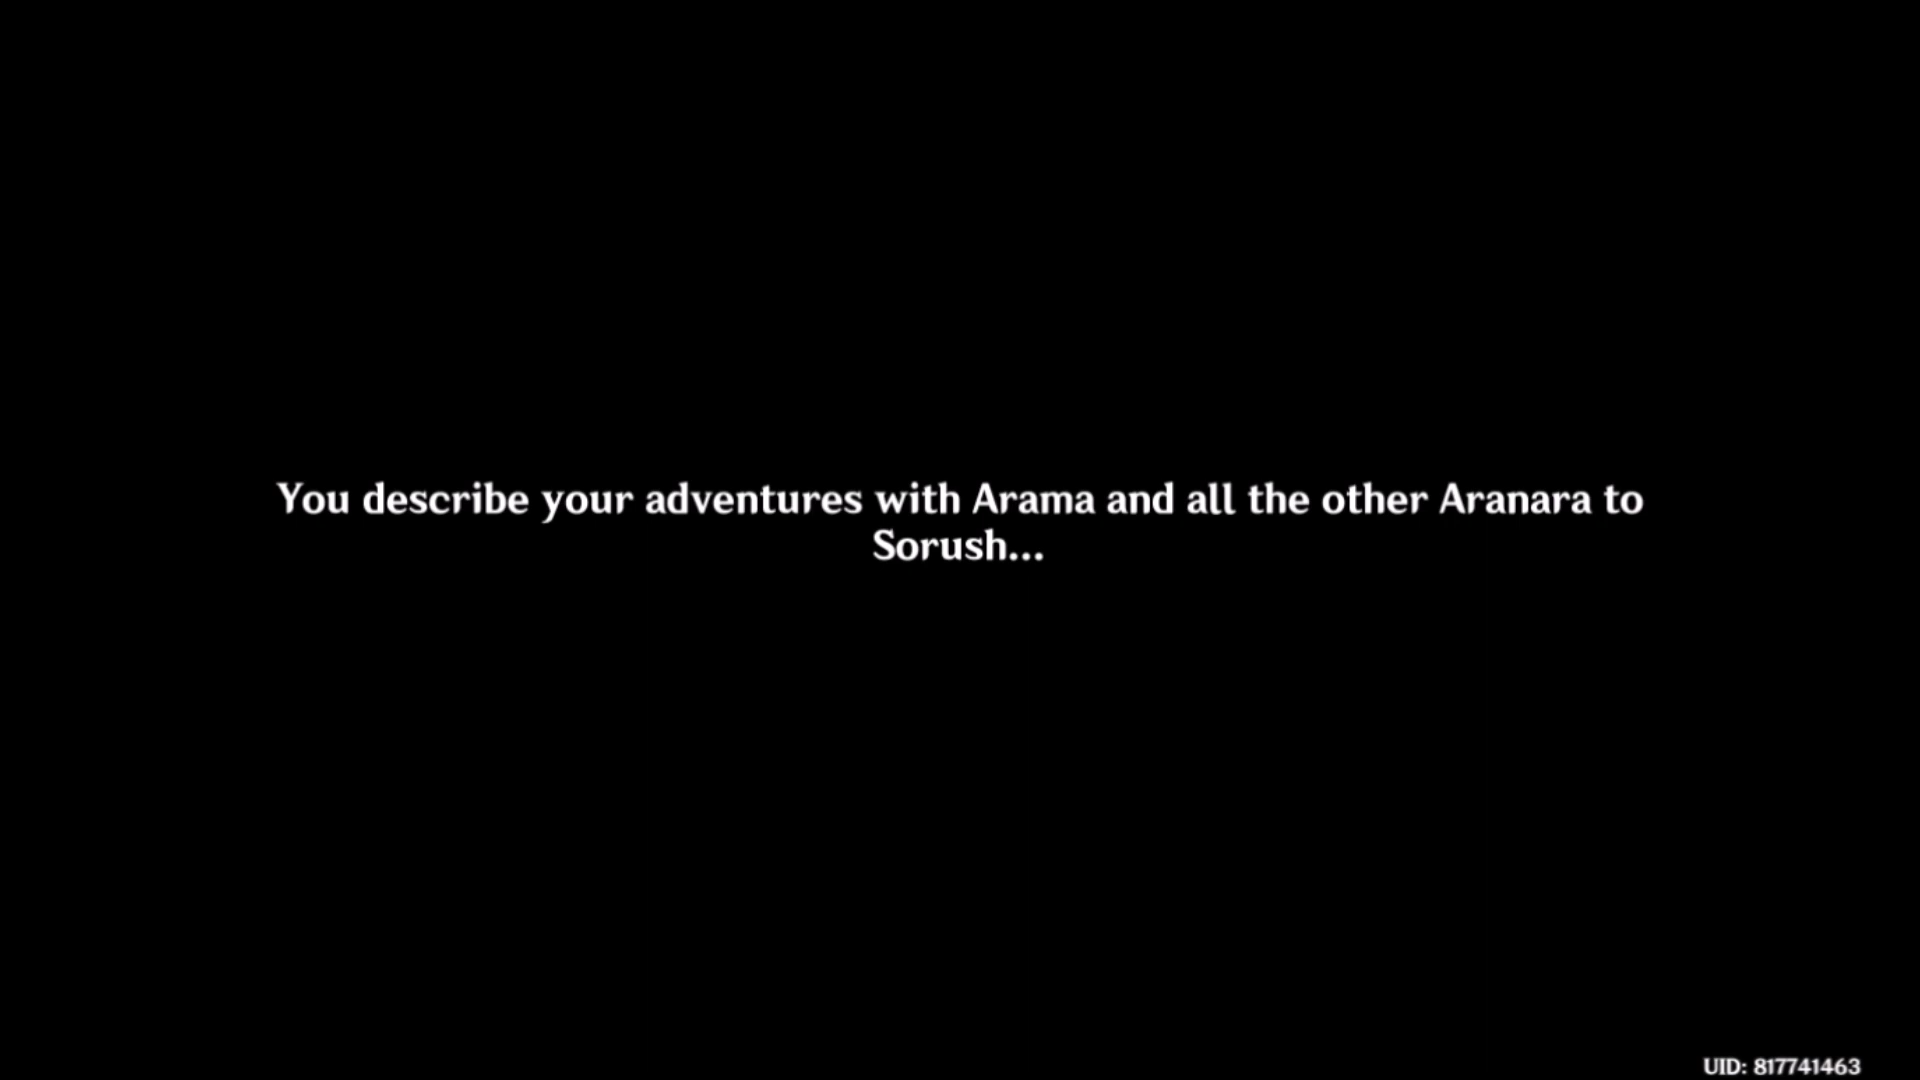 You describe your adventures with Arama and all the other Aranara to
Sorush...
UID: 817741463